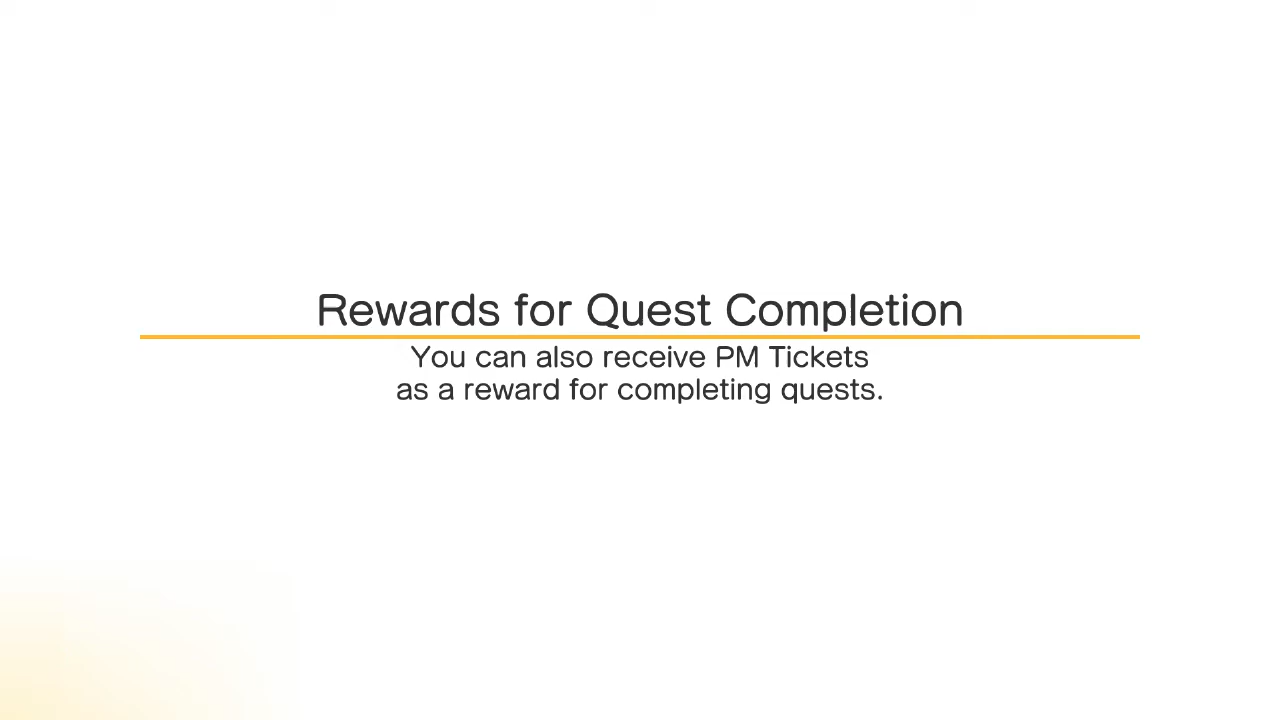 Rewards for Quest Completion
You can also receive PM Tickets
as a reward for completing quests.